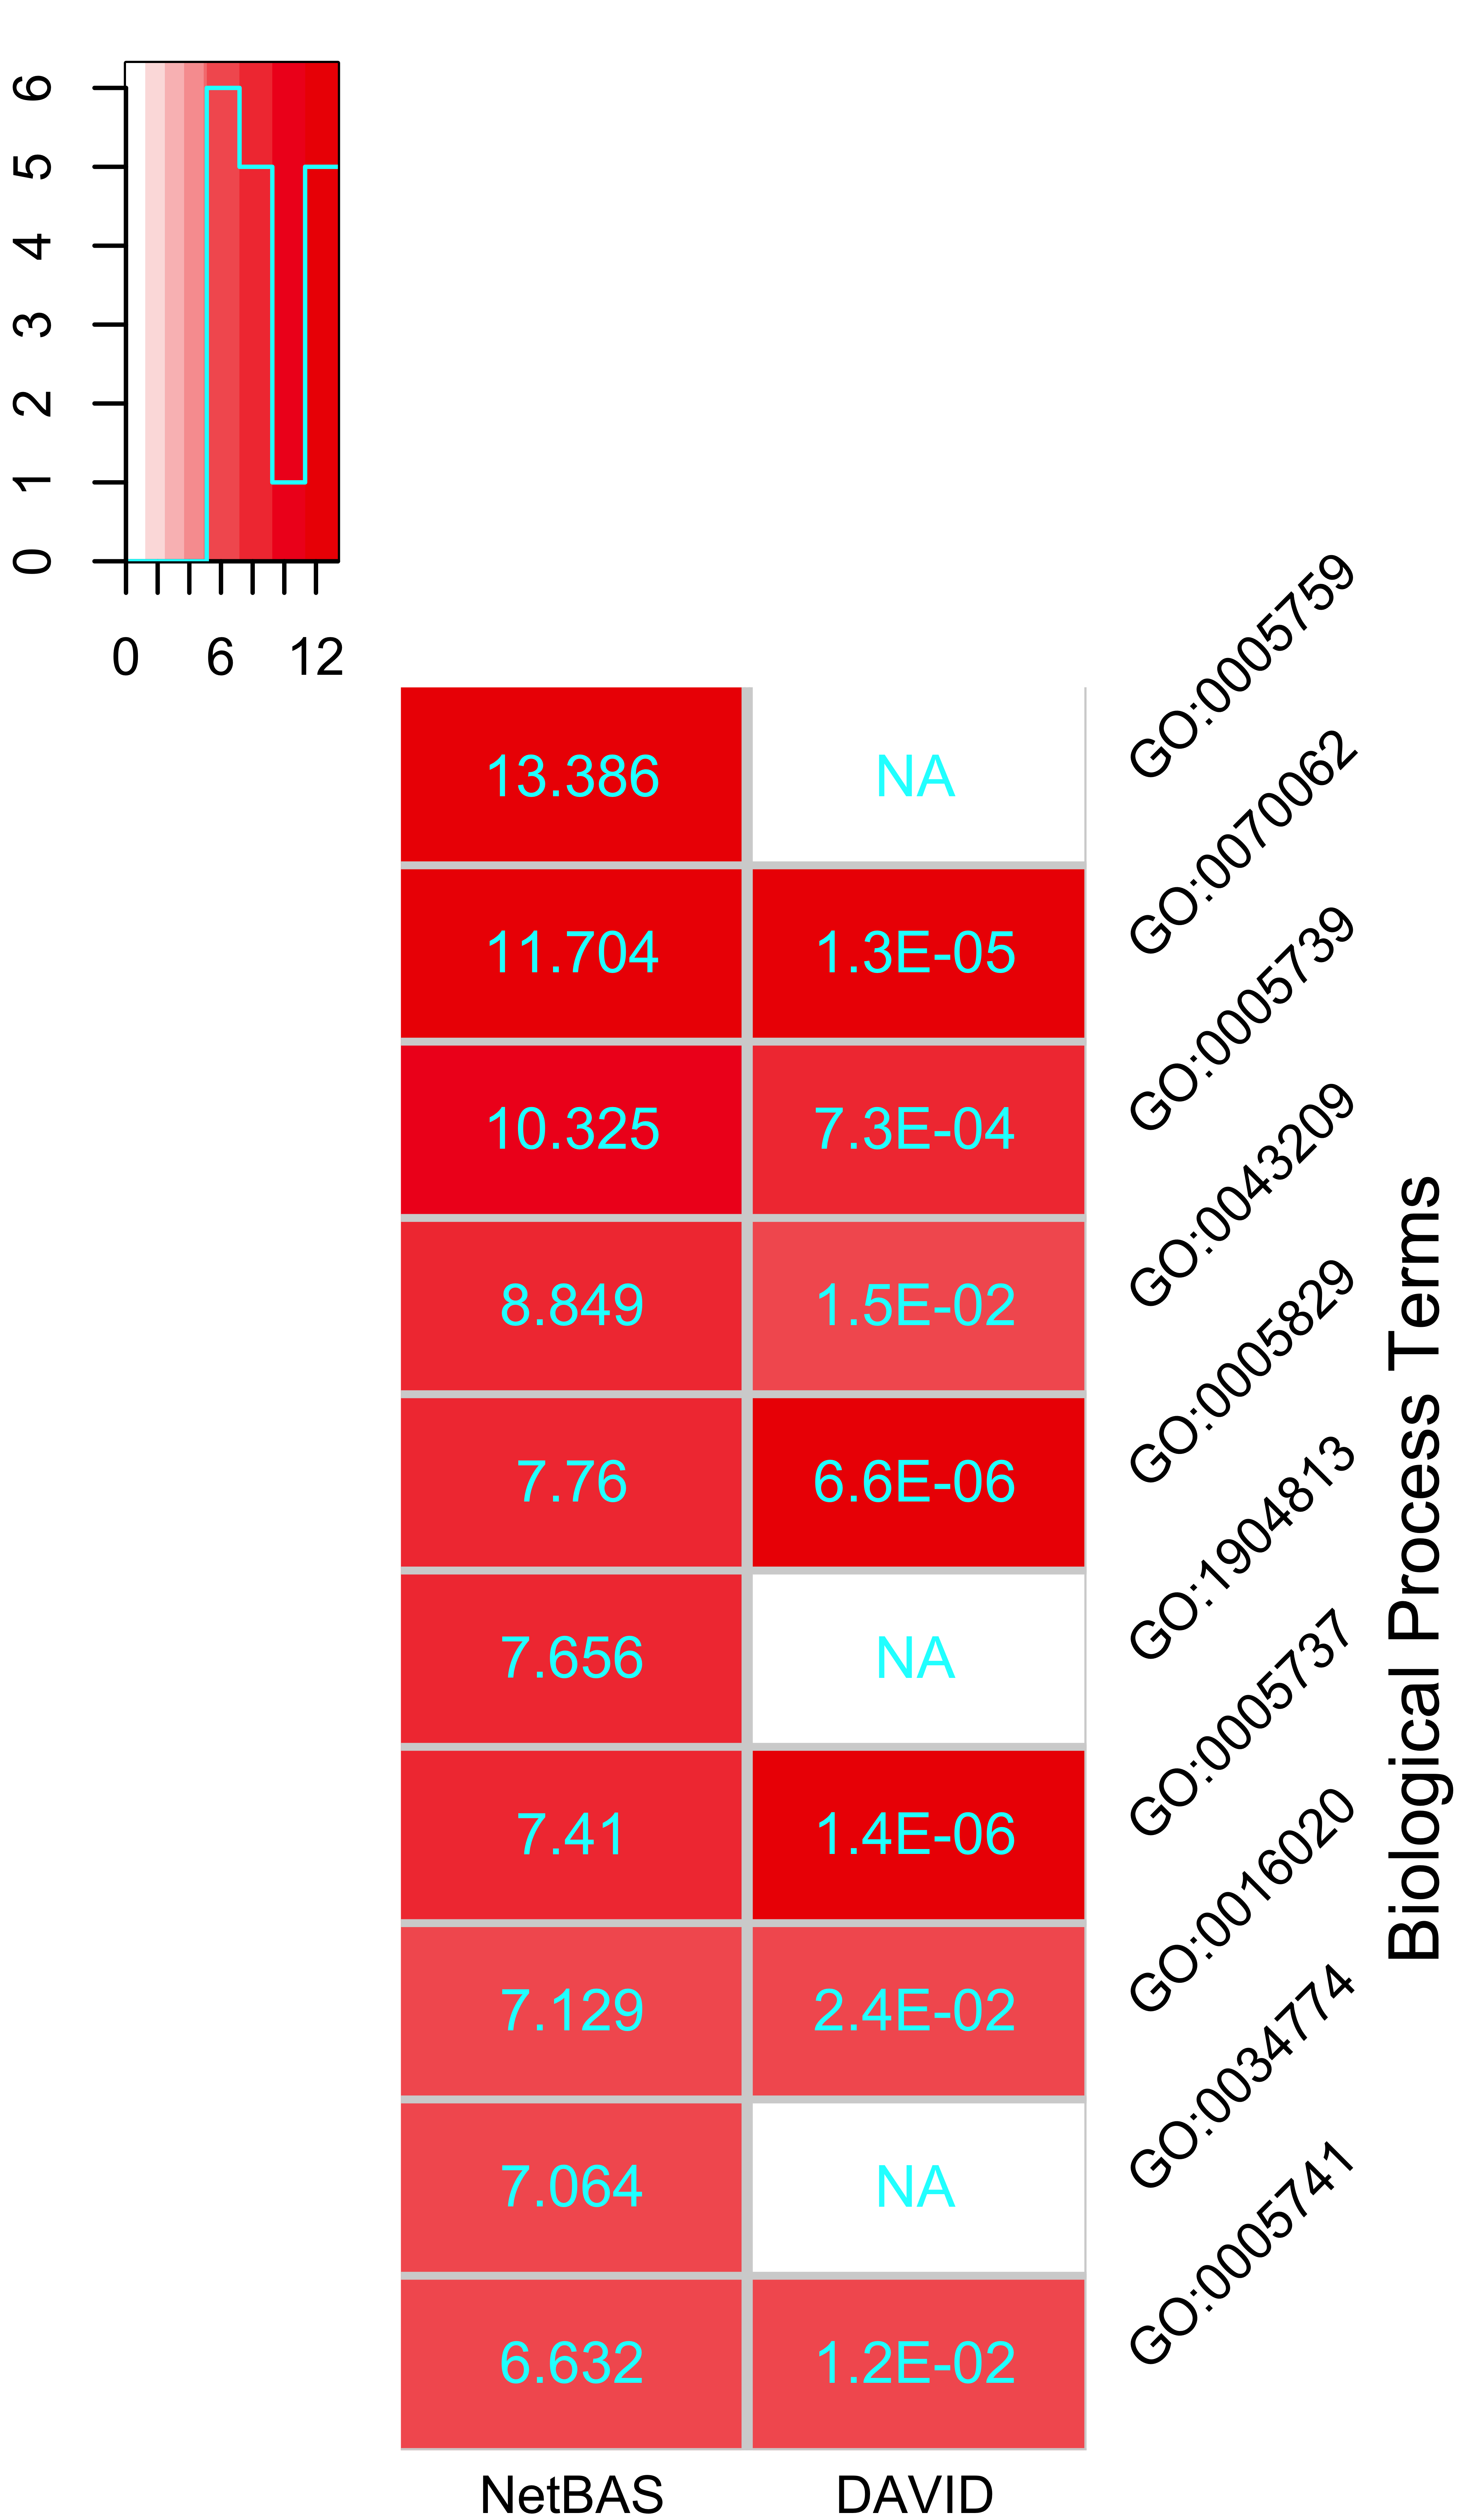 6
5
4
3
2
1
0
0 6 12
13.386 NA GO:0005759
11.704 1.3E-05 GO:0070062
10.325 7.3E-04 GO:0005739
8.849 1.5E-02 GO:0043209
7.76 6.6E-06 GO:0005829
7.656 NA GO:1904813
7.41 1.4E-06 GO:0005737
7.129 2.4E-02 GO:0016020
7.064 NA GO:0034774
6.632 1.2E-02 GO:0005741
NetBAS DAVID
Biological Process Terms